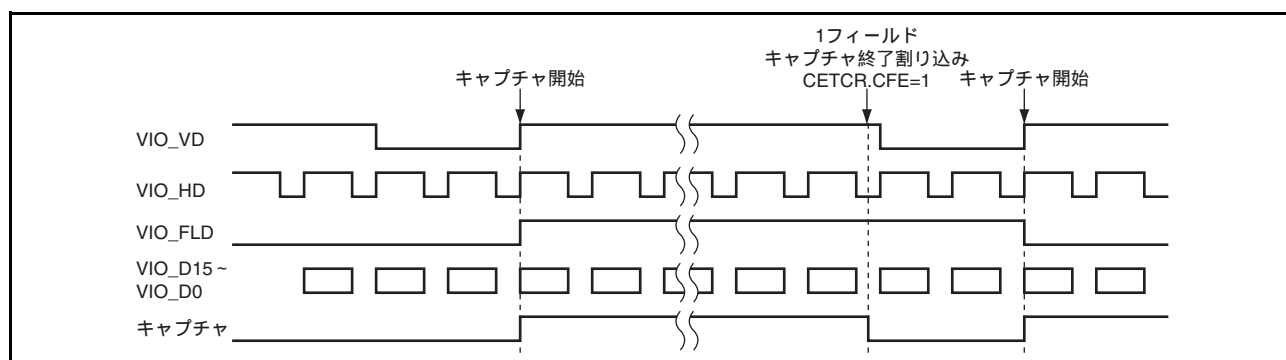 1フィールド
キャプチャ終了割り込み
キャプチャ開始
CETCR.CFE=1
キャプチャ開始
VIO_VD
VIO_HD
VIO_FLD
VIO_D15~
VIO_D0
キャプチャ